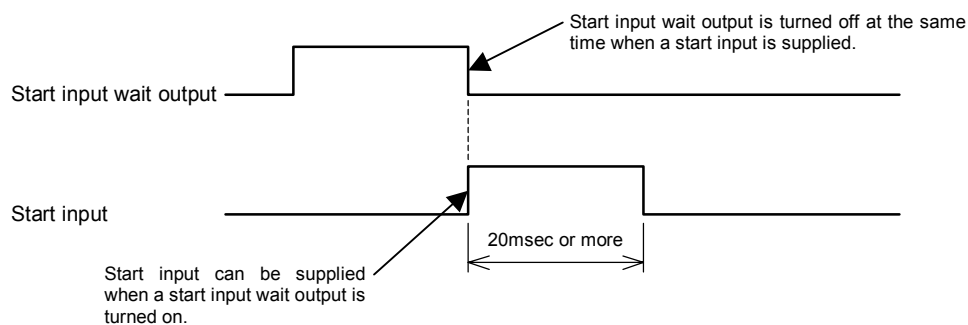 Start input wait output is turned off at the same
time when a start input is supplied.
Start input wait output
Start input
20msec or more
Start input can be supplied
when a start input wait output is
turned on.